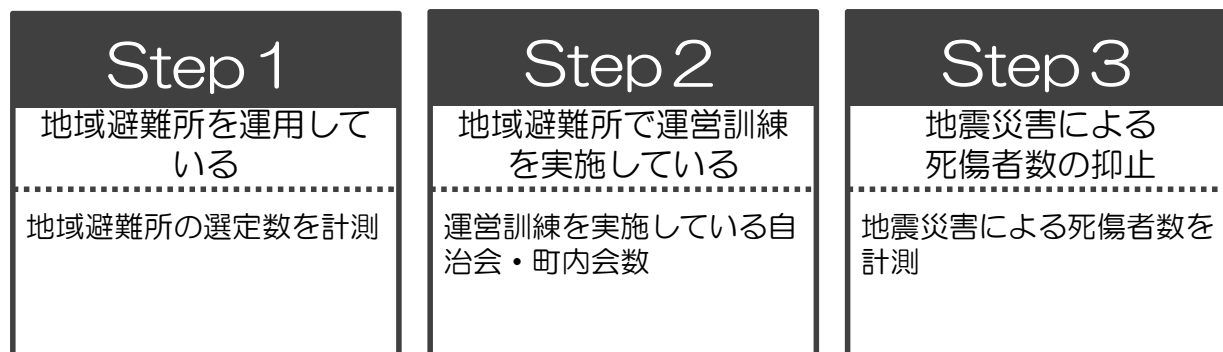 Step1
地域避難所を運用して
いる
地域避難所の選定数を計測
Step2
地域避難所で運営訓練
を実施している
運営訓練を実施している自
治会・町内会数
Step3
地震災害による
死傷者数の抑止
地震災害による死傷者数を
計測